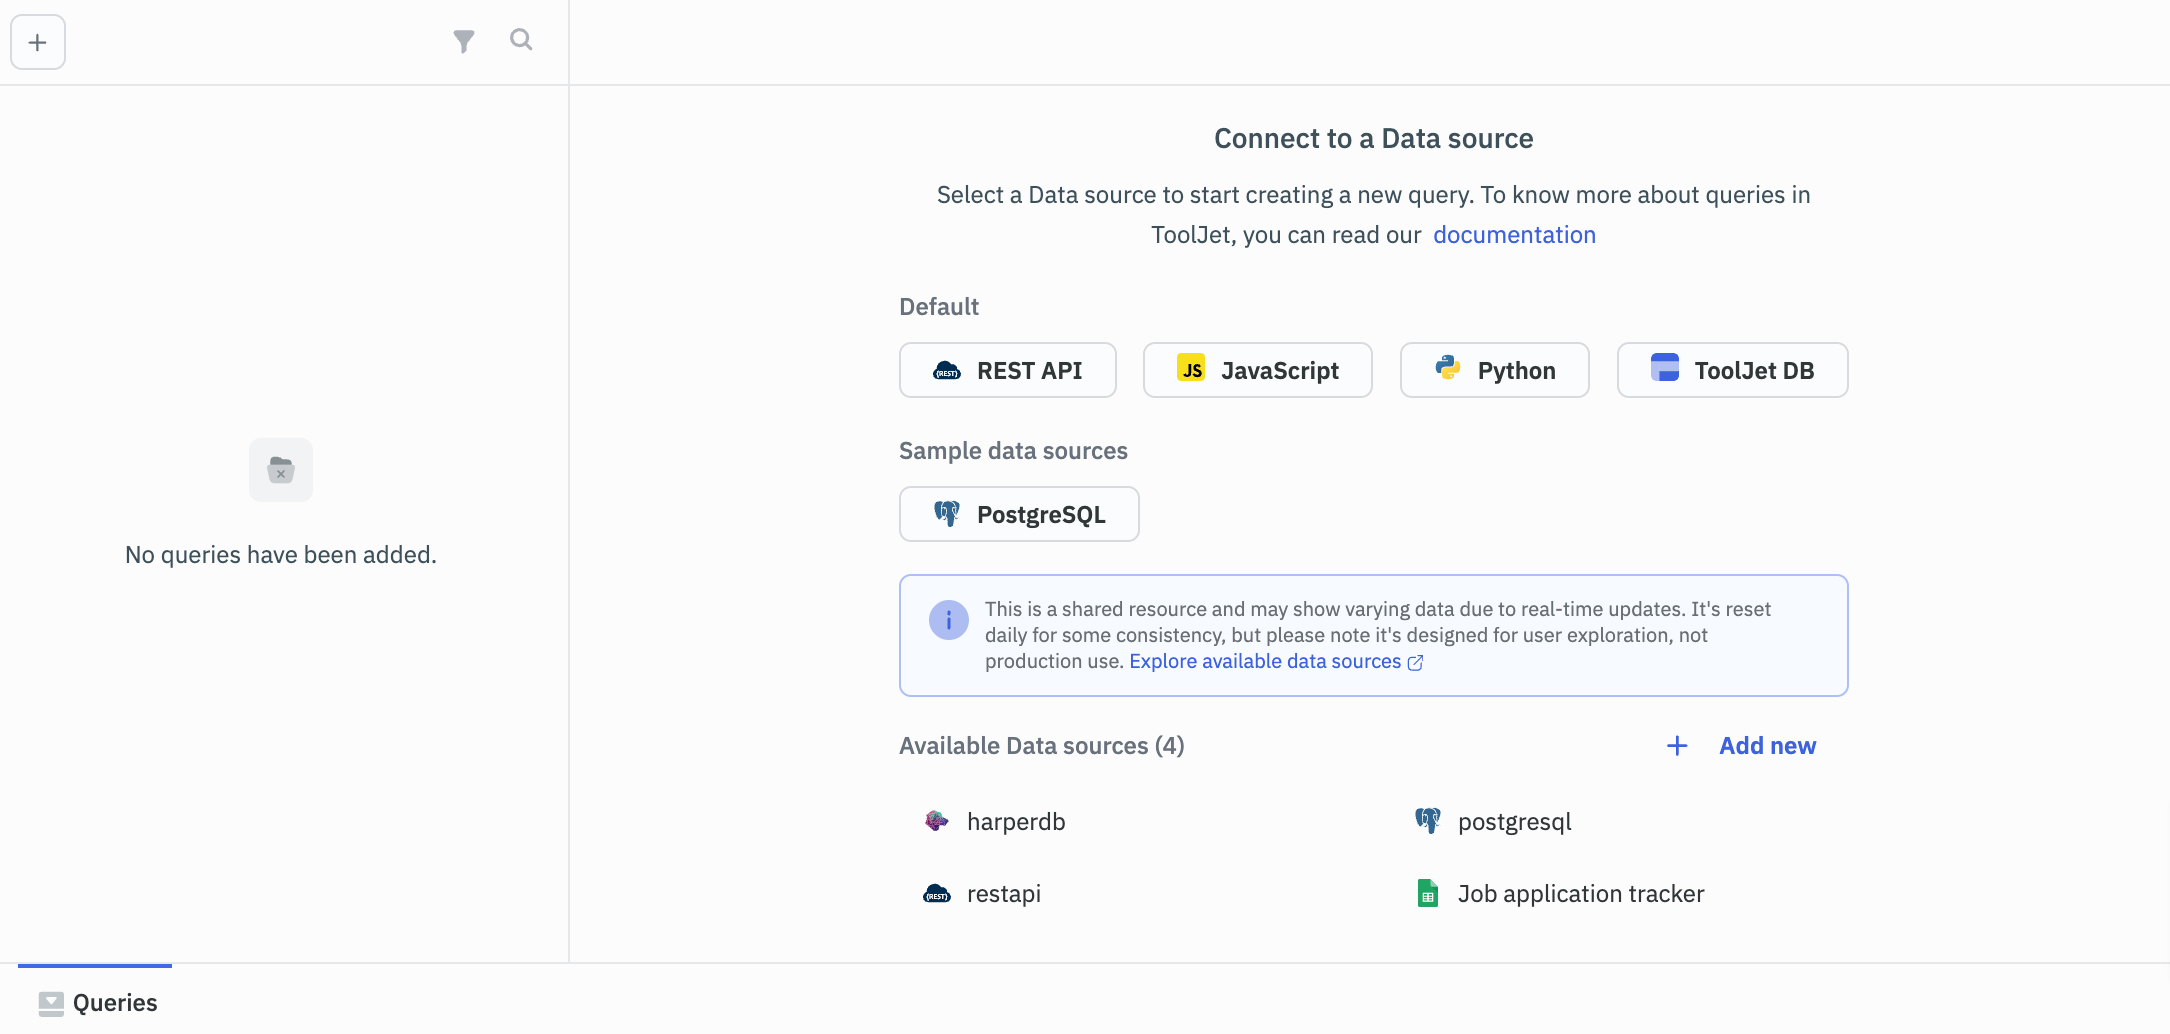 Connect to a Data source
Select a Data source to start creating a new query. To know more about queries in
ToolJet, you can read our documentation
Default
REST REST API
JS JavaScript
Python
ToolJet DB
Sample data sources
PostgreSQL
No queries have been added.
i This is a shared resource and may show varying data due to real-time updates. It's reset
daily for some consistency, but please note it's designed for user exploration, not
production use. Explore available data sources
Available Data sources (4)
+ Add new
harperdb
postgresql
REST restapi
Job application tracker
Queries